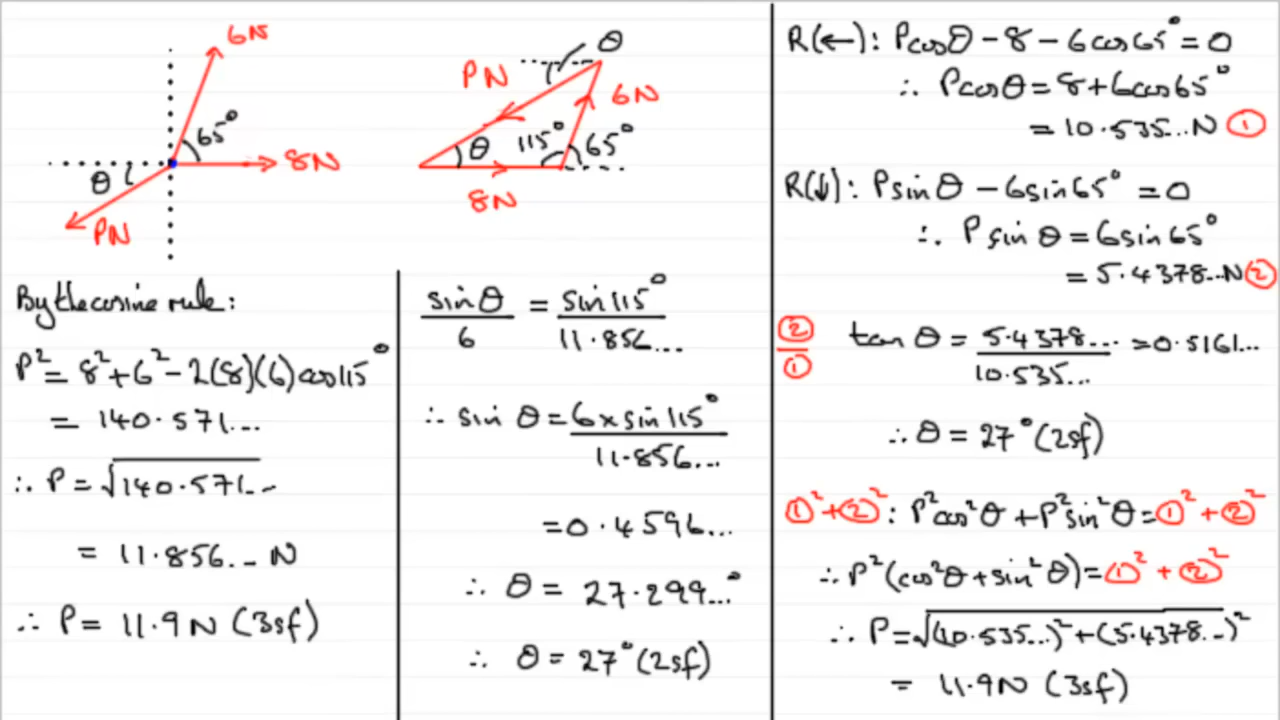 6N
65°
8N
θ
PN
θ
PN
6N
θ
115°
65°
8N
By the cosine rule:
P² = 8² + 6² - 2(8)(6)cos115°
= 140.571...
∴ P = √140.571...
= 11.856... N
∴ P = 11.9N (3sf)
sinθ/6 = sin115°/11.856...
∴ sin θ = 6×sin115°/11.856...
= 0.4596...
∴ θ = 27.299...°
∴ θ = 27° (2sf)
R(←): Pcosθ - 8 - 6cos65° = 0
∴ Pcosθ = 8 + 6cos65°
= 10.535...N ①
R(↓): Psinθ - 6sin65° = 0
∴ P sin θ = 6sin65°
= 5.4378...N ②
②/① tan θ = 5.4378.../10.535... = 0.5161...
∴ θ = 27° (2sf)
①² + ②²: P²cos²θ + P²sin²θ = ①² + ②²
∴ P²(cos²θ + sin²θ) = ①² + ②²
∴ P = √(10.535...)² + (5.4378...)²
= 11.9N (3sf)